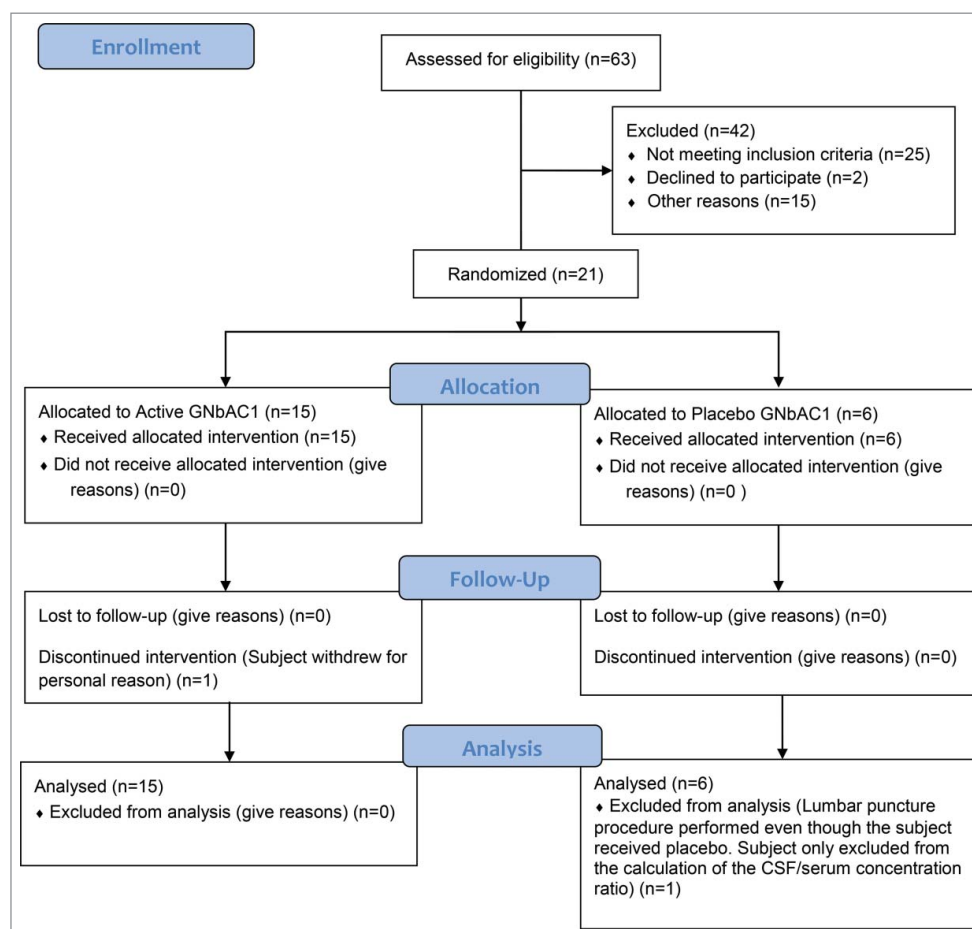 Enrollment
Assessed for eligibility (n=63)
Excluded (n=42)
♦ Not meeting inclusion criteria (n=25)
♦ Declined to participate (n=2)
♦ Other reasons (n=15)
Randomized (n=21)
Allocation
Allocated to Active GNbAC1 (n=15)
♦ Received allocated intervention (n=15)
♦ Did not receive allocated intervention (give
reasons) (n=0)
Allocated to Placebo GNbAC1 (n=6)
♦ Received allocated intervention (n=6)
♦ Did not receive allocated intervention (give
reasons) (n=0 )
Follow-Up
Lost to follow-up (give reasons) (n=0)
Discontinued intervention (Subject withdrew for
personal reason) (n=1)
Lost to follow-up (give reasons) (n=0)
Discontinued intervention (give reasons) (n=0)
Analysis
Analysed (n=15)
♦ Excluded from analysis (give reasons) (n=0)
Analysed (n=6)
♦ Excluded from analysis (Lumbar puncture
procedure performed even though the subject
received placebo. Subject only excluded from
the calculation of the CSF/serum concentration
ratio) (n=1)